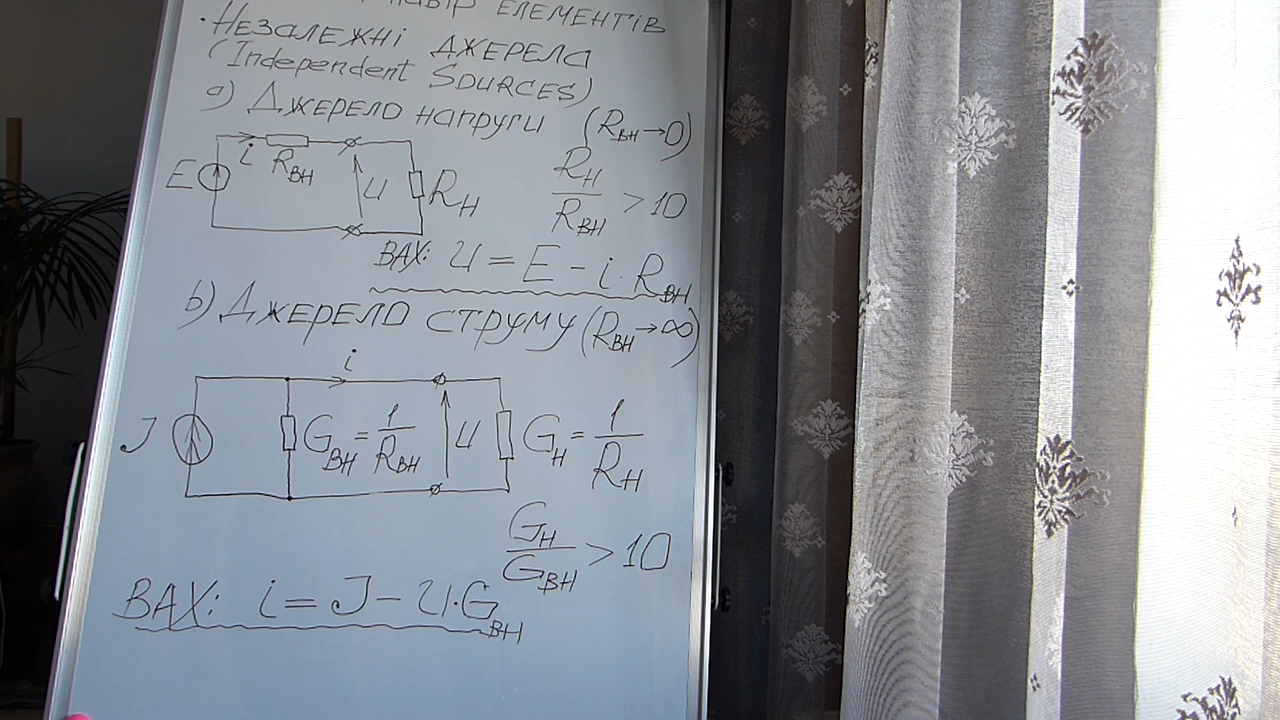 набір елементів
• Незалежні джерела
(Independent Sources)
a) Джерело напруги (Rвн→0)
E i Rвн U Rн
Rн/Rвн > 10
ВАХ: U = E - i·Rвн
b) Джерело струму (Rвн→∞)
i
J Gвн = 1/Rвн U Gн = 1/Rн
Gн/Gвн > 10
ВАХ: i = J - U·Gвн